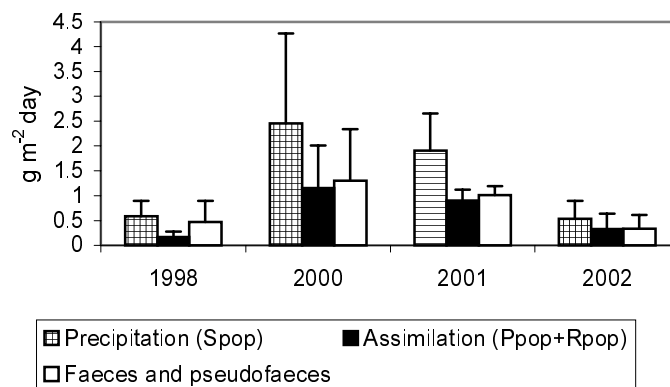 4.5
4
3.5
3
2.5
2
1.5
1
0.5
0
g m-2 day
1998 2000 2001 2002
Precipitation (Spop) Assimilation (Ppop+Rpop)
Faeces and pseudofaeces